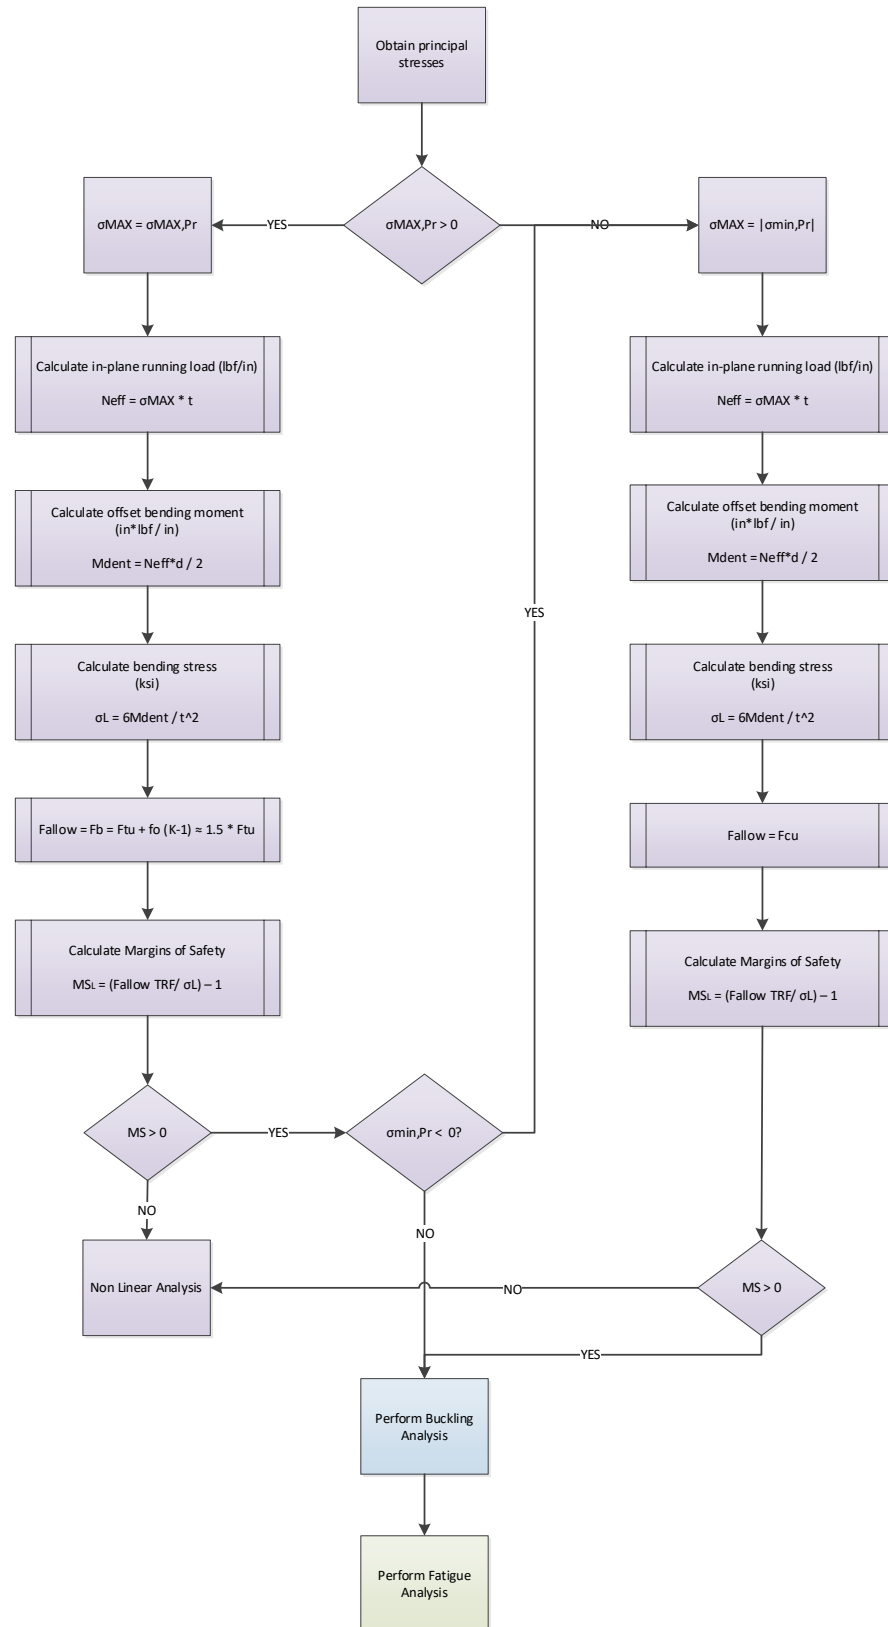 Obtain principal
stresses
σMAX = σMAX,Pr
YES
σMAX,Pr > 0
NO
σMAX = |σmin,Pr|
Calculate in-plane running load (lbf/in)
Neff = σMAX * t
Calculate in-plane running load (lbf/in)
Neff = σMAX * t
Calculate offset bending moment
(in*lbf / in)
Mdent = Neff*d / 2
Calculate offset bending moment
(in*lbf / in)
Mdent = Neff*d / 2
YES
Calculate bending stress
(ksi)
σL = 6Mdent / t^2
Calculate bending stress
(ksi)
σL = 6Mdent / t^2
Fallow = Fb = Ftu + fo (K-1) ≈ 1.5 * Ftu
Fallow = Fcu
Calculate Margins of Safety
MSL = (Fallow TRF/ σL) – 1
Calculate Margins of Safety
MSL = (Fallow TRF/ σL) – 1
MS > 0
YES
σmin,Pr < 0?
NO
NO
Non Linear Analysis
NO
MS > 0
YES
Perform Buckling
Analysis
Perform Fatigue
Analysis